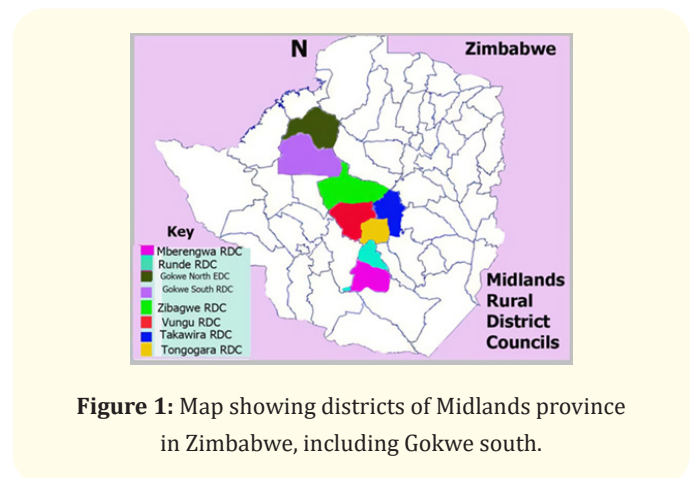 N
Zimbabwe
Key
Mberengwa RDC
Runde RDC
Gokwe North EDC
Gokwe South RDC
Zibagwe RDC
Vungu RDC
Takawira RDC
Tongogara RDC
Midlands
Rural
District
Councils
Figure 1: Map showing districts of Midlands province
in Zimbabwe, including Gokwe south.